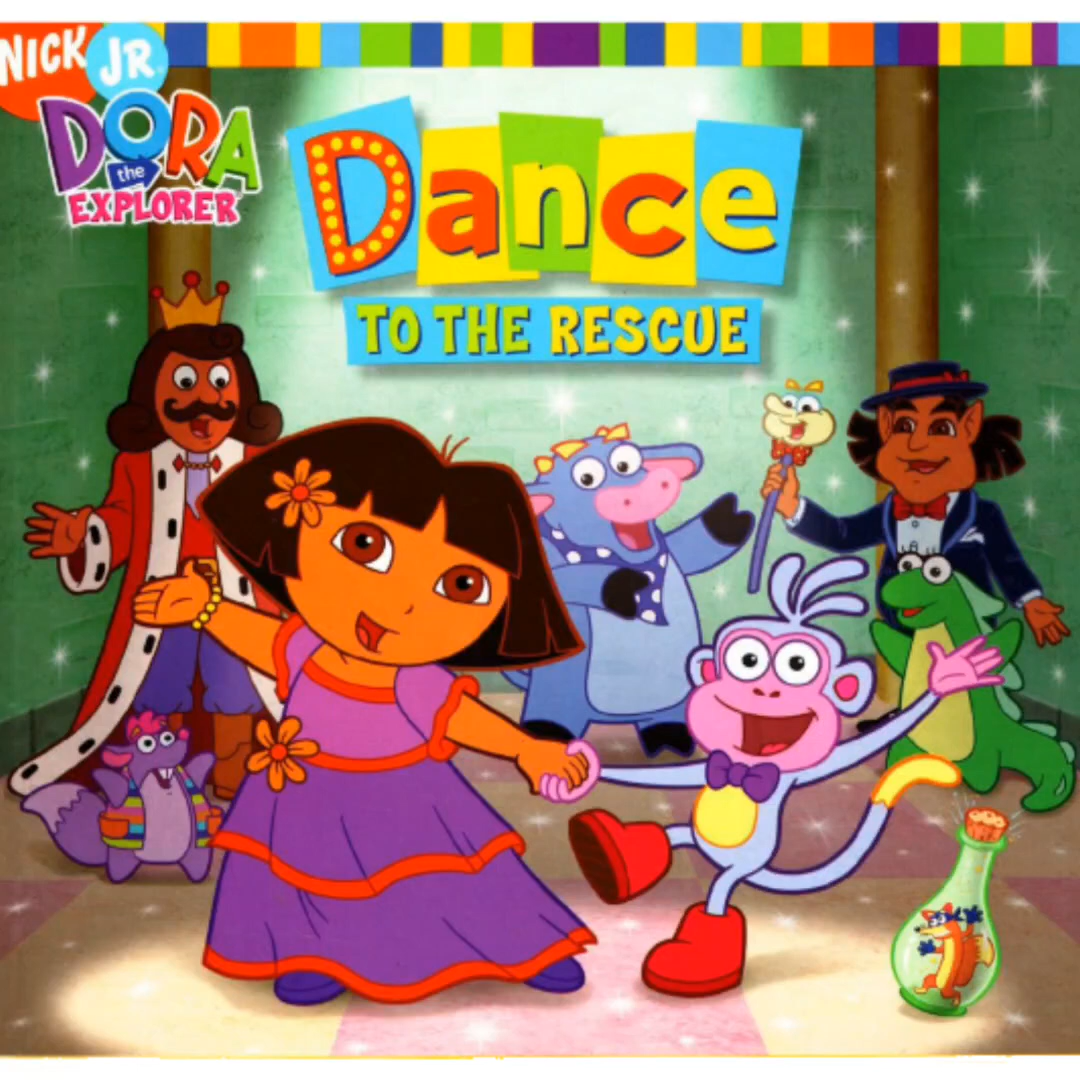 NICK JR
DORA
the
EXPLORER
Dance
TO THE RESCUE